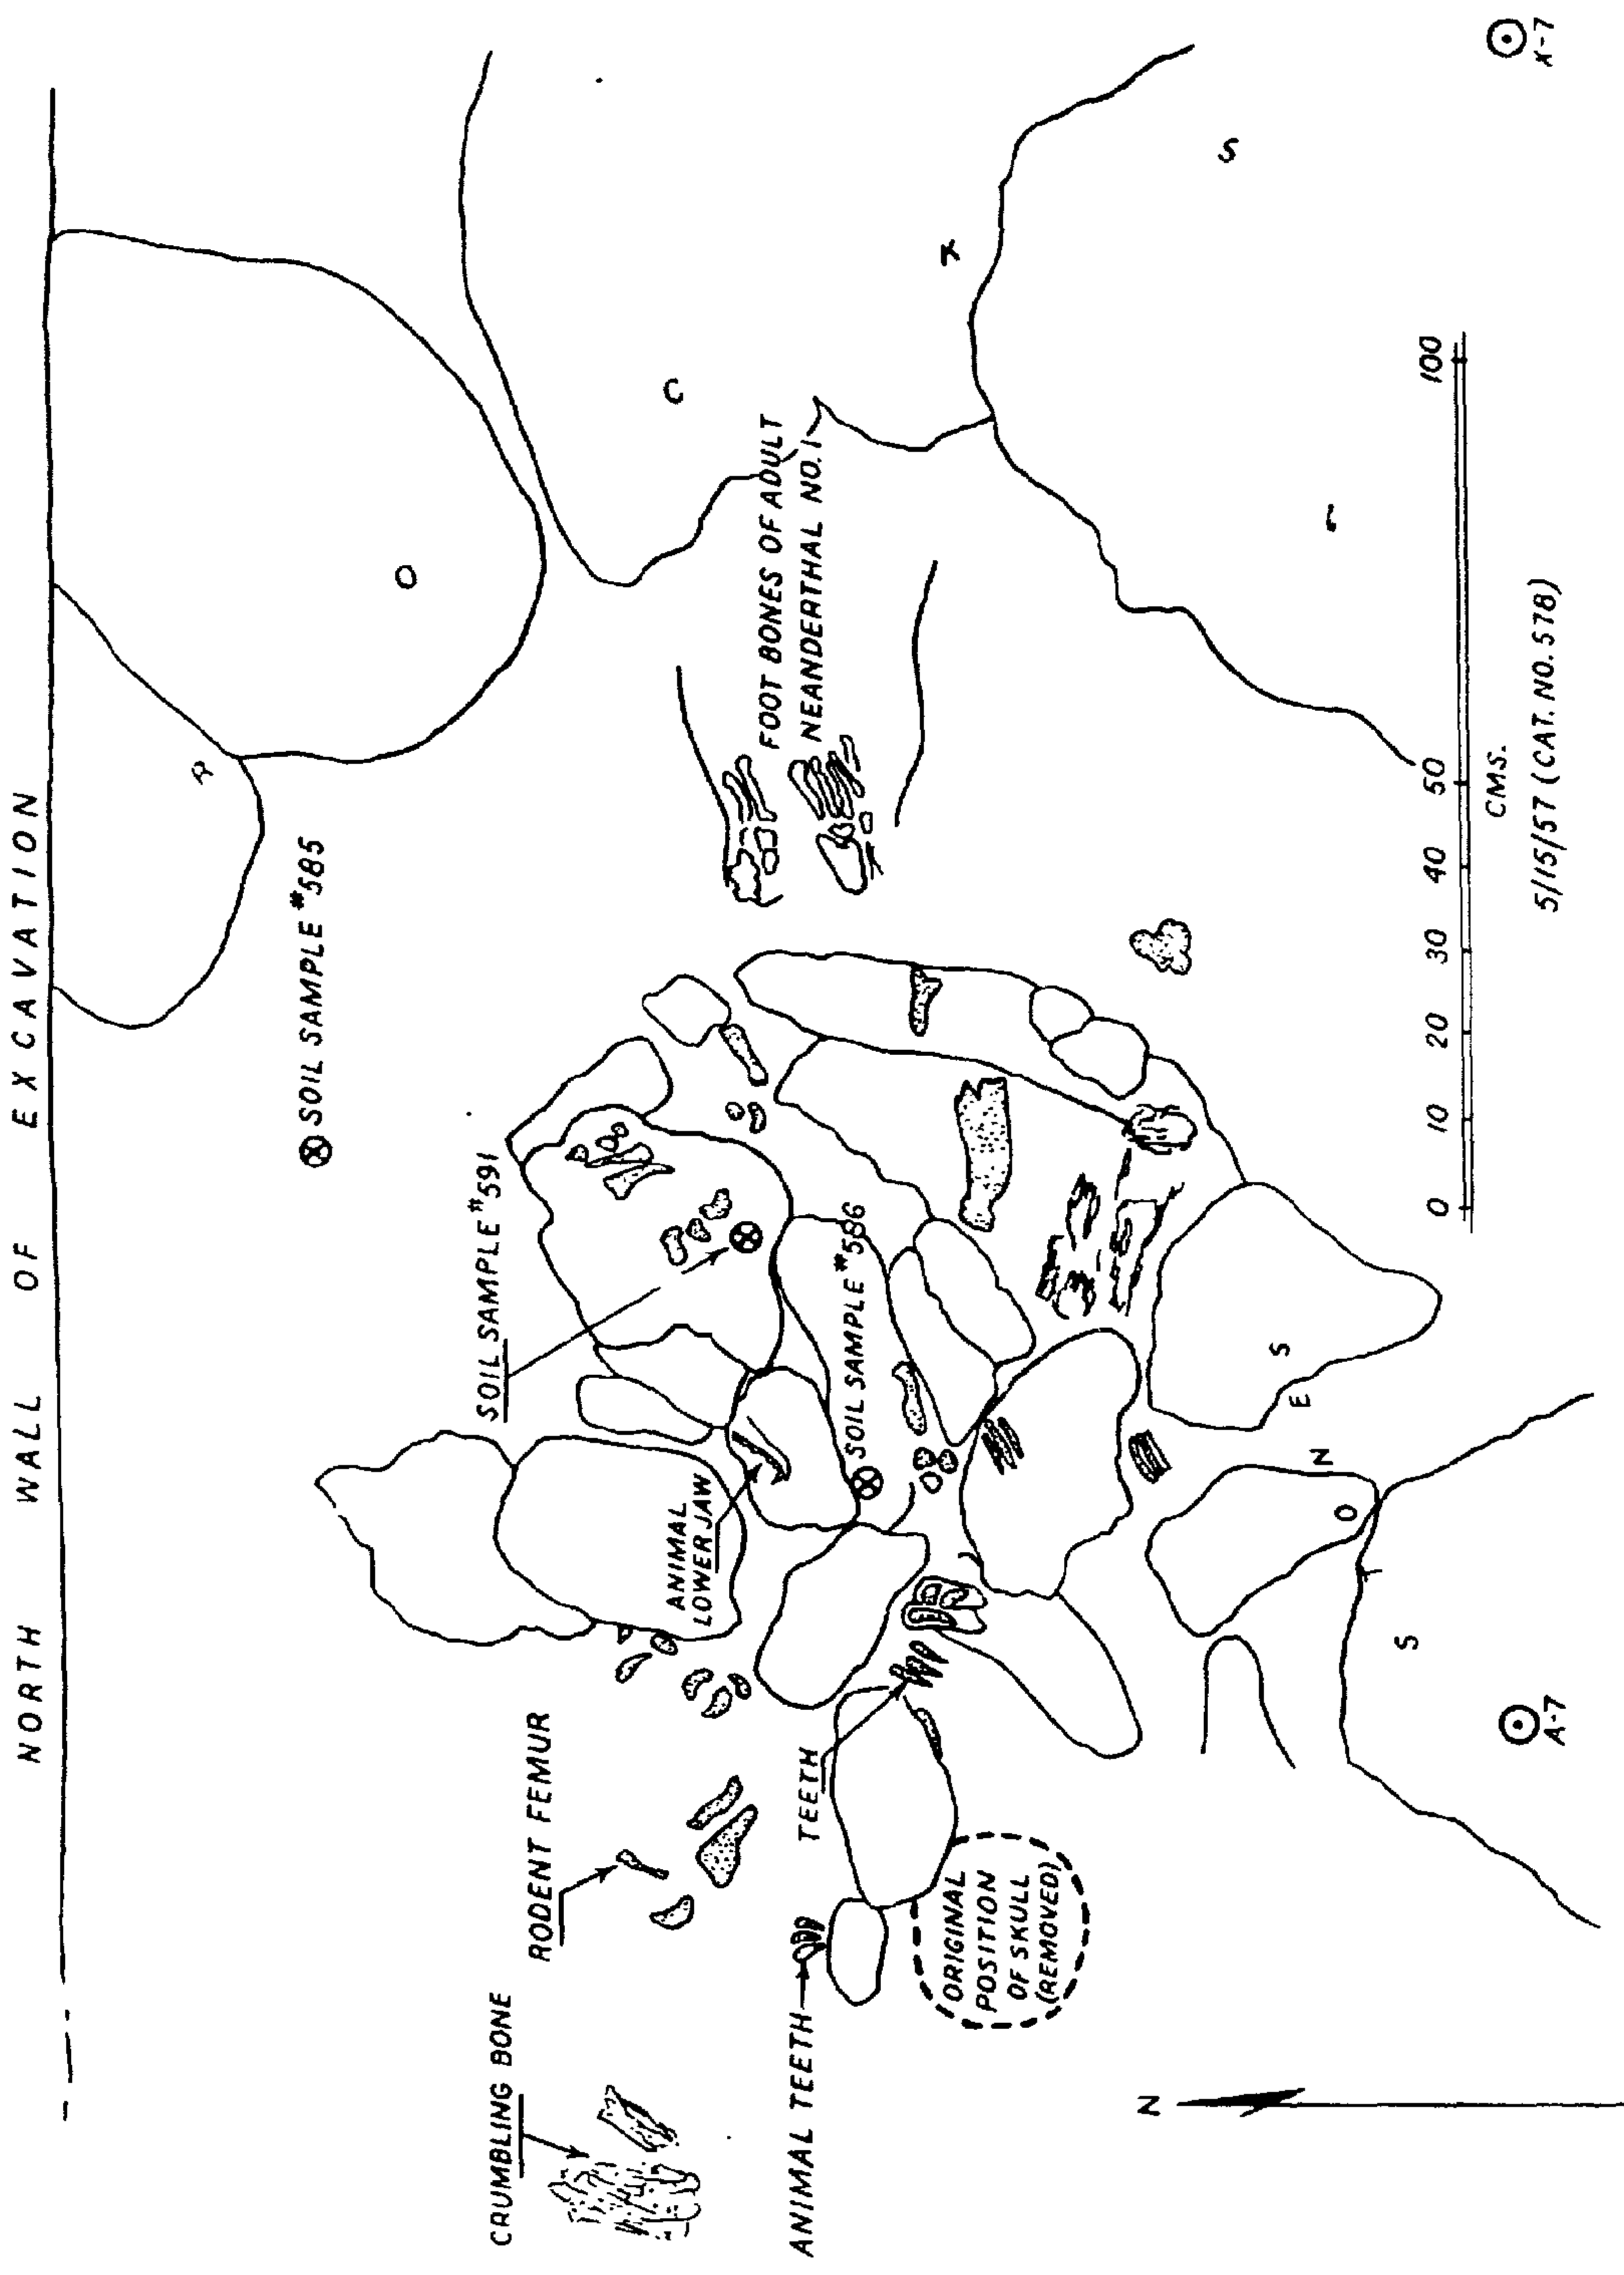 NORTH WALL OF EXCAVATION
R O C K
⊗ SOIL SAMPLE #585
SOIL SAMPLE #591
CRUMBLING BONE
RODENT FEMUR
ANIMAL
LOWER JAW
FOOT BONES OF ADULT
NEANDERTHAL NO. 1
SOIL SAMPLE #586
ANIMAL TEETH
TEETH
ORIGINAL
POSITION
OF SKULL
(REMOVED)
N
S T O N E S
S
L
0 10 20 30 40 50 100
CMS.
A-7
X-7
5/15/57 (CAT. NO. 578)